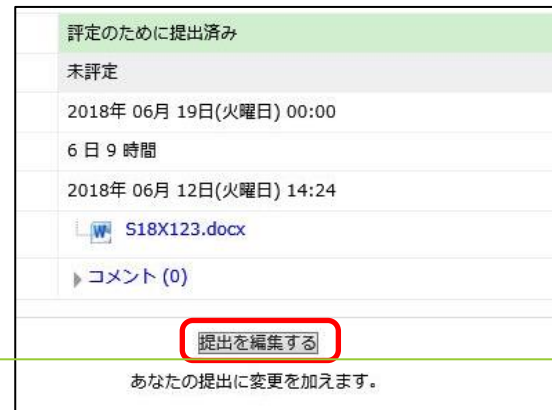 評定のために提出済み
未評定
2018年 06月 19日(火曜日) 00:00
6 日 9 時間
2018年 06月 12日(火曜日) 14:24
S18X123.docx
コメント (0)
提出を編集する
あなたの提出に変更を加えます。